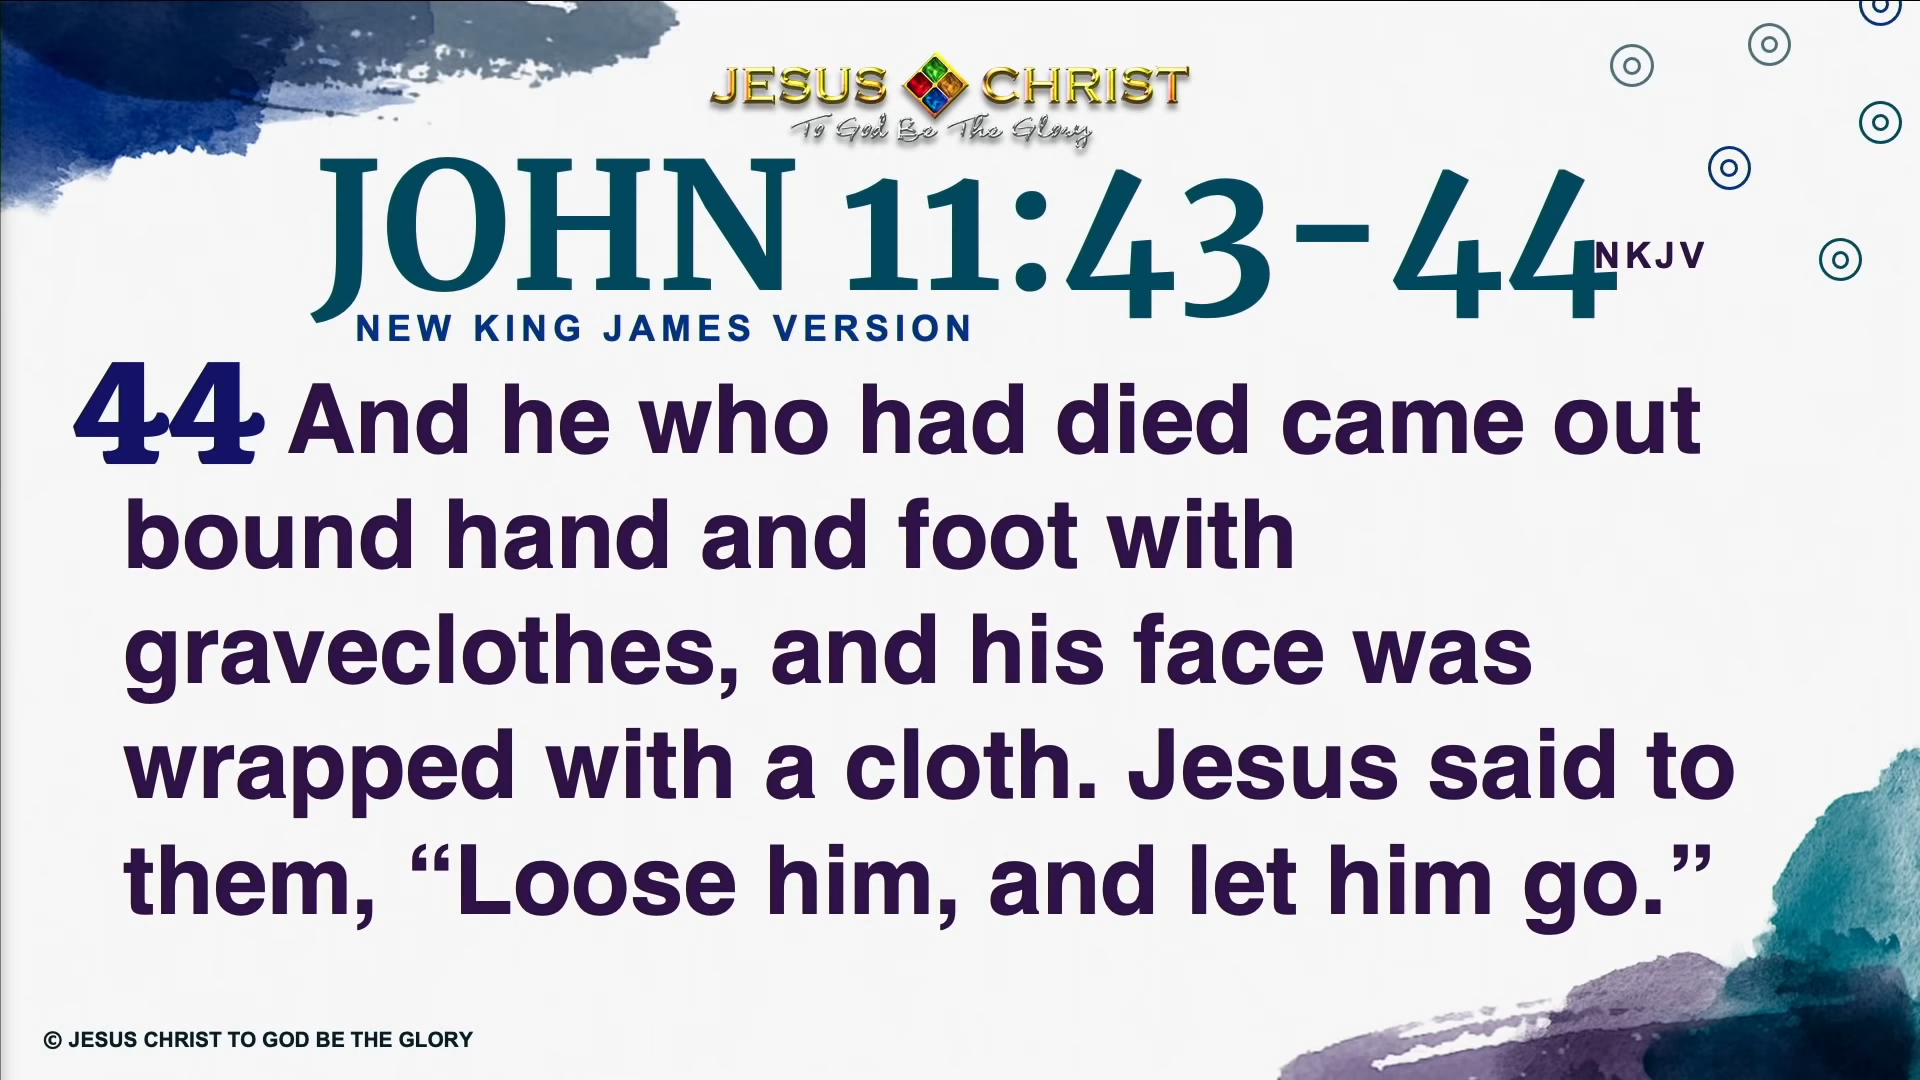 JESUS CHRIST
To God Be The Glory
JOHN 11:43-44 NKJV
NEW KING JAMES VERSION
44 And he who had died came out
bound hand and foot with
graveclothes, and his face was
wrapped with a cloth. Jesus said to
them, “Loose him, and let him go.”
© JESUS CHRIST TO GOD BE THE GLORY